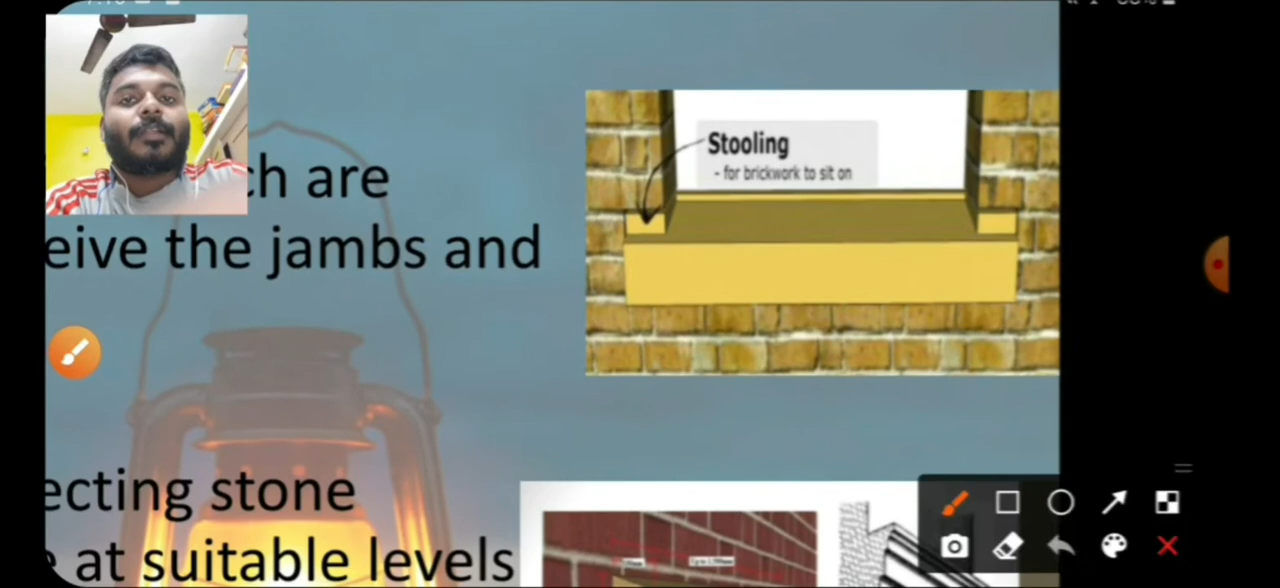 ch are
eive the jambs and
Stooling
- for brickwork to sit on
ecting stone
at suitable levels